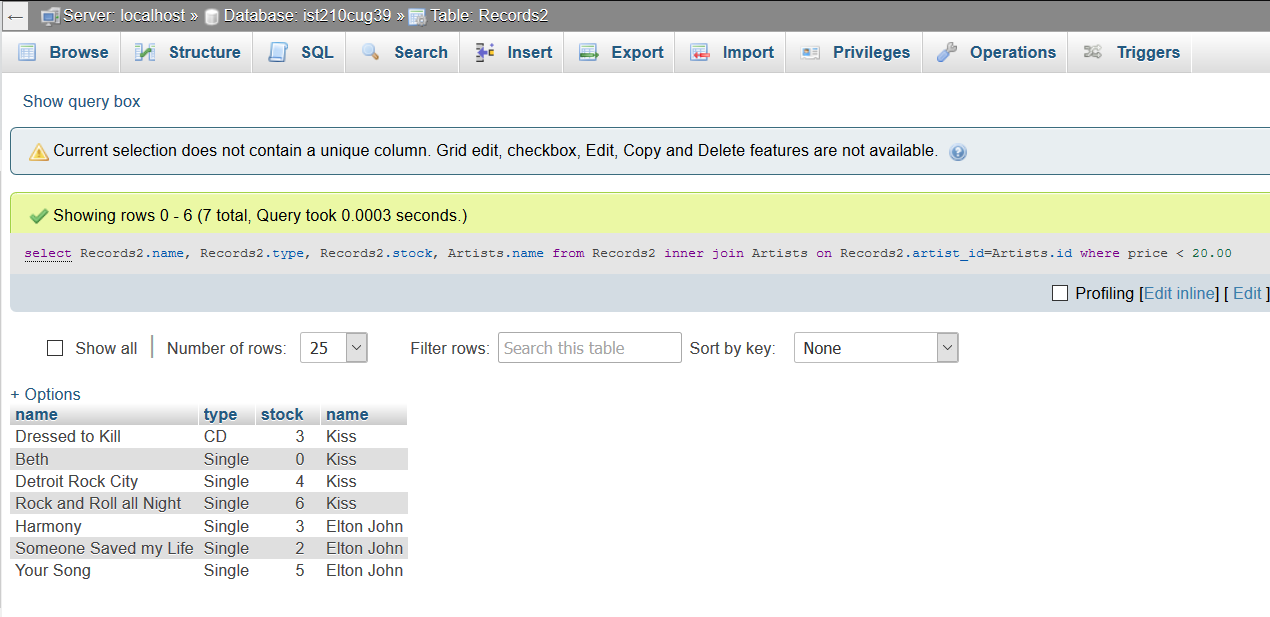 ← Server: localhost » Database: ist210cug39 » Table: Records2
Browse Structure SQL Search Insert Export Import Privileges Operations Triggers
Show query box
Current selection does not contain a unique column. Grid edit, checkbox, Edit, Copy and Delete features are not available.
Showing rows 0 - 6 (7 total, Query took 0.0003 seconds.)
select Records2.name, Records2.type, Records2.stock, Artists.name from Records2 inner join Artists on Records2.artist_id=Artists.id where price < 20.00
Profiling [Edit inline] [ Edit ]
Show all | Number of rows: 25 Filter rows: Search this table Sort by key: None
+ Options
name type stock name
Dressed to Kill CD 3 Kiss
Beth Single 0 Kiss
Detroit Rock City Single 4 Kiss
Rock and Roll all Night Single 6 Kiss
Harmony Single 3 Elton John
Someone Saved my Life Single 2 Elton John
Your Song Single 5 Elton John